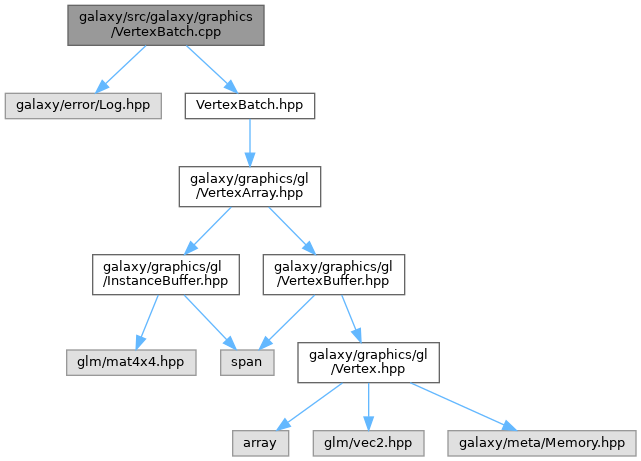 galaxy/src/galaxy/graphics
/VertexBatch.cpp
galaxy/error/Log.hpp
VertexBatch.hpp
galaxy/graphics/gl
/VertexArray.hpp
galaxy/graphics/gl
/InstanceBuffer.hpp
galaxy/graphics/gl
/VertexBuffer.hpp
glm/mat4x4.hpp
span
galaxy/graphics/gl
/Vertex.hpp
array
glm/vec2.hpp
galaxy/meta/Memory.hpp